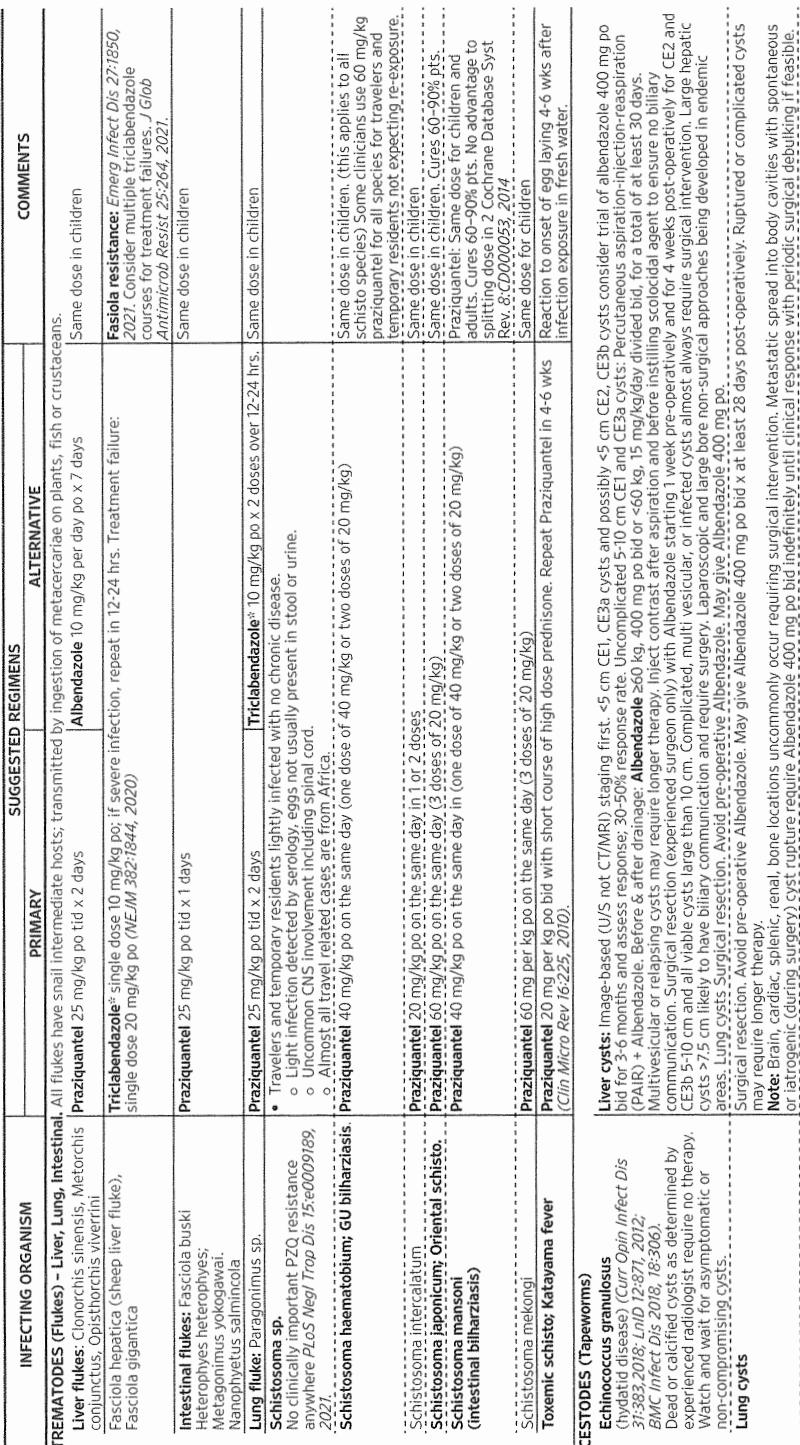 INFECTING ORGANISM
SUGGESTED REGIMENS
PRIMARY
ALTERNATIVE
COMMENTS
TREMATODES (Flukes) – Liver, Lung, Intestinal. All flukes have snail intermediate hosts; transmitted by ingestion of metacercariae on plants, fish or crustaceans.
Liver flukes: Clonorchis sinensis, Metorchis
conjunctus, Opisthorchis viverrini
Praziquantel 25 mg/kg po tid x 2 days
Albendazole 10 mg/kg per day po x 7 days
Same dose in children
Fasciola hepatica (sheep liver fluke),
Fasciola gigantica
Triclabendazole* single dose 10 mg/kg po; if severe infection, repeat in 12-24 hrs. Treatment failure:
single dose 20 mg/kg po (NEJM 382:1844, 2020)
Fasiola resistance: Emerg Infect Dis 27:1850,
2021. Consider multiple triclabendazole
courses for treatment failures. J Glob
Antimicrob Resist 25:264, 2021.
Intestinal flukes: Fasciola buski
Heterophyes heterophyes;
Metagonimus yokogawai.
Nanophyetus salmincola
Praziquantel 25 mg/kg po tid x 1 days
Same dose in children
Lung fluke: Paragonimus sp.
Praziquantel 25 mg/kg po tid x 2 days
Triclabendazole* 10 mg/kg po x 2 doses over 12-24 hrs.
Same dose in children
Schistosoma sp.
No clinically important PZQ resistance
anywhere PLoS Negl Trop Dis 15:e0009189,
2021.
• Travelers and temporary residents lightly infected with no chronic disease.
o Light infection detected by serology, eggs not usually present in stool or urine.
o Uncommon CNS involvement including spinal cord.
o Almost all travel related cases are from Africa.
Schistosoma haematobium; GU bilharziasis.
Praziquantel 40 mg/kg po on the same day (one dose of 40 mg/kg or two doses of 20 mg/kg)
Same dose in children. (this applies to all
schisto species) Some clinicians use 60 mg/kg
praziquantel for all species for travelers and
temporary residents not expecting re-exposure.
Schistosoma intercalatum
Praziquantel 20 mg/kg po on the same day in 1 or 2 doses
Same dose in children
Schistosoma japonicum; Oriental schisto.
Praziquantel 60 mg/kg po on the same day (3 doses of 20 mg/kg)
Same dose in children. Cures 60–90% pts.
Schistosoma mansoni
(intestinal bilharziasis)
Praziquantel 40 mg/kg po on the same day in (one dose of 40 mg/kg or two doses of 20 mg/kg)
Praziquantel: Same dose for children and
adults. Cures 60–90% pts. No advantage to
splitting dose in 2 Cochrane Database Syst
Rev. 8:CD000053, 2014
Schistosoma mekongi
Praziquantel 60 mg per kg po on the same day (3 doses of 20 mg/kg)
Same dose for children
Toxemic schisto; Katayama fever
Praziquantel 20 mg per kg po bid with short course of high dose prednisone. Repeat Praziquantel in 4-6 wks
(Clin Micro Rev 16:225, 2010).
Reaction to onset of egg laying 4-6 wks after
infection exposure in fresh water.
CESTODES (Tapeworms)
Echinococcus granulosus
(hydatid disease) (Curr Opin Infect Dis
31:383,2018; LnID 12:871, 2012;
BMC Infect Dis 2018, 18:306).
Dead or calcified cysts as determined by
experienced radiologist require no therapy.
Watch and wait for asymptomatic or
non-compromising cysts.
Liver cysts: Image-based (U/S not CT/MRI) staging first. <5 cm CE1, CE3a cysts and possibly <5 cm CE2, CE3b cysts consider trial of albendazole 400 mg po
bid for 3-6 months and assess response; 30-50% response rate. Uncomplicated 5-10 cm CE1 and CE3a cysts: Percutaneous aspiration-injection-reaspiration
(PAIR) + Albendazole. Before & after drainage: Albendazole ≥60 kg, 400 mg po bid or <60 kg, 15 mg/kg/day divided bid, for a total of at least 30 days.
Multivesicular or relapsing cysts may require longer therapy. Inject contrast after aspiration and before instilling scolocidal agent to ensure no biliary
communication. Surgical resection (experienced surgeon only) with Albendazole starting 1 week pre-operatively and for 4 weeks post-operatively for CE2 and
CE3b 5-10 cm and all viable cysts large than 10 cm. Complicated, multi vesicular, or infected cysts almost always require surgical intervention. Large hepatic
cysts >7.5 cm likely to have biliary communication and require surgery. Laparoscopic and large bore non-surgical approaches being developed in endemic
areas. Lung cysts Surgical resection. Avoid pre-operative Albendazole. May give Albendazole 400 mg po.
Lung cysts
Surgical resection. Avoid pre-operative Albendazole. May give Albendazole 400 mg po bid x at least 28 days post-operatively. Ruptured or complicated cysts
may require longer therapy.
Note: Brain, cardiac, splenic, renal, bone locations uncommonly occur requiring surgical intervention. Metastatic spread into body cavities with spontaneous
or iatrogenic (during surgery) cyst rupture require Albendazole 400 mg po bid indefinitely until clinical response with periodic surgical debulking if feasible.